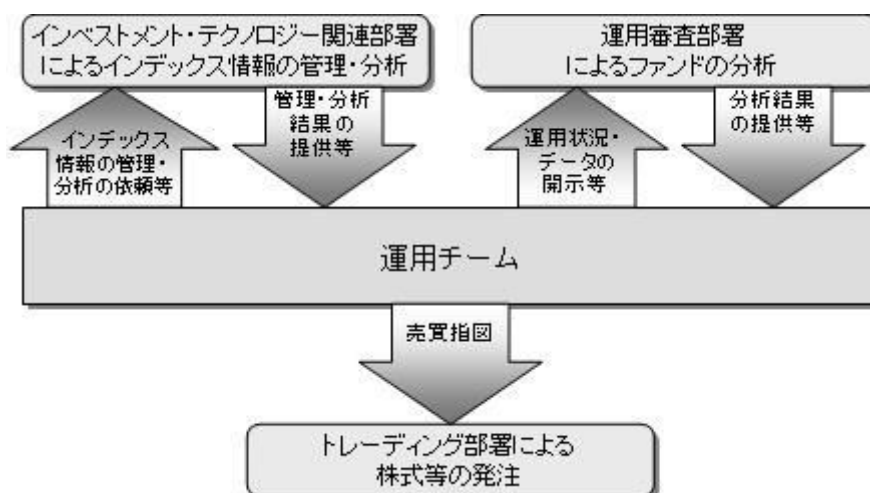 インベストメント・テクノロジー関連部署
によるインデックス情報の管理・分析
運用審査部署
によるファンドの分析
インデックス
情報の管理・
分析の依頼等
管理・分析
結果の
提供等
運用状況・
データの
開示等
分析結果
の提供等
運用チーム
売買指図
トレーディング部署による
株式等の発注